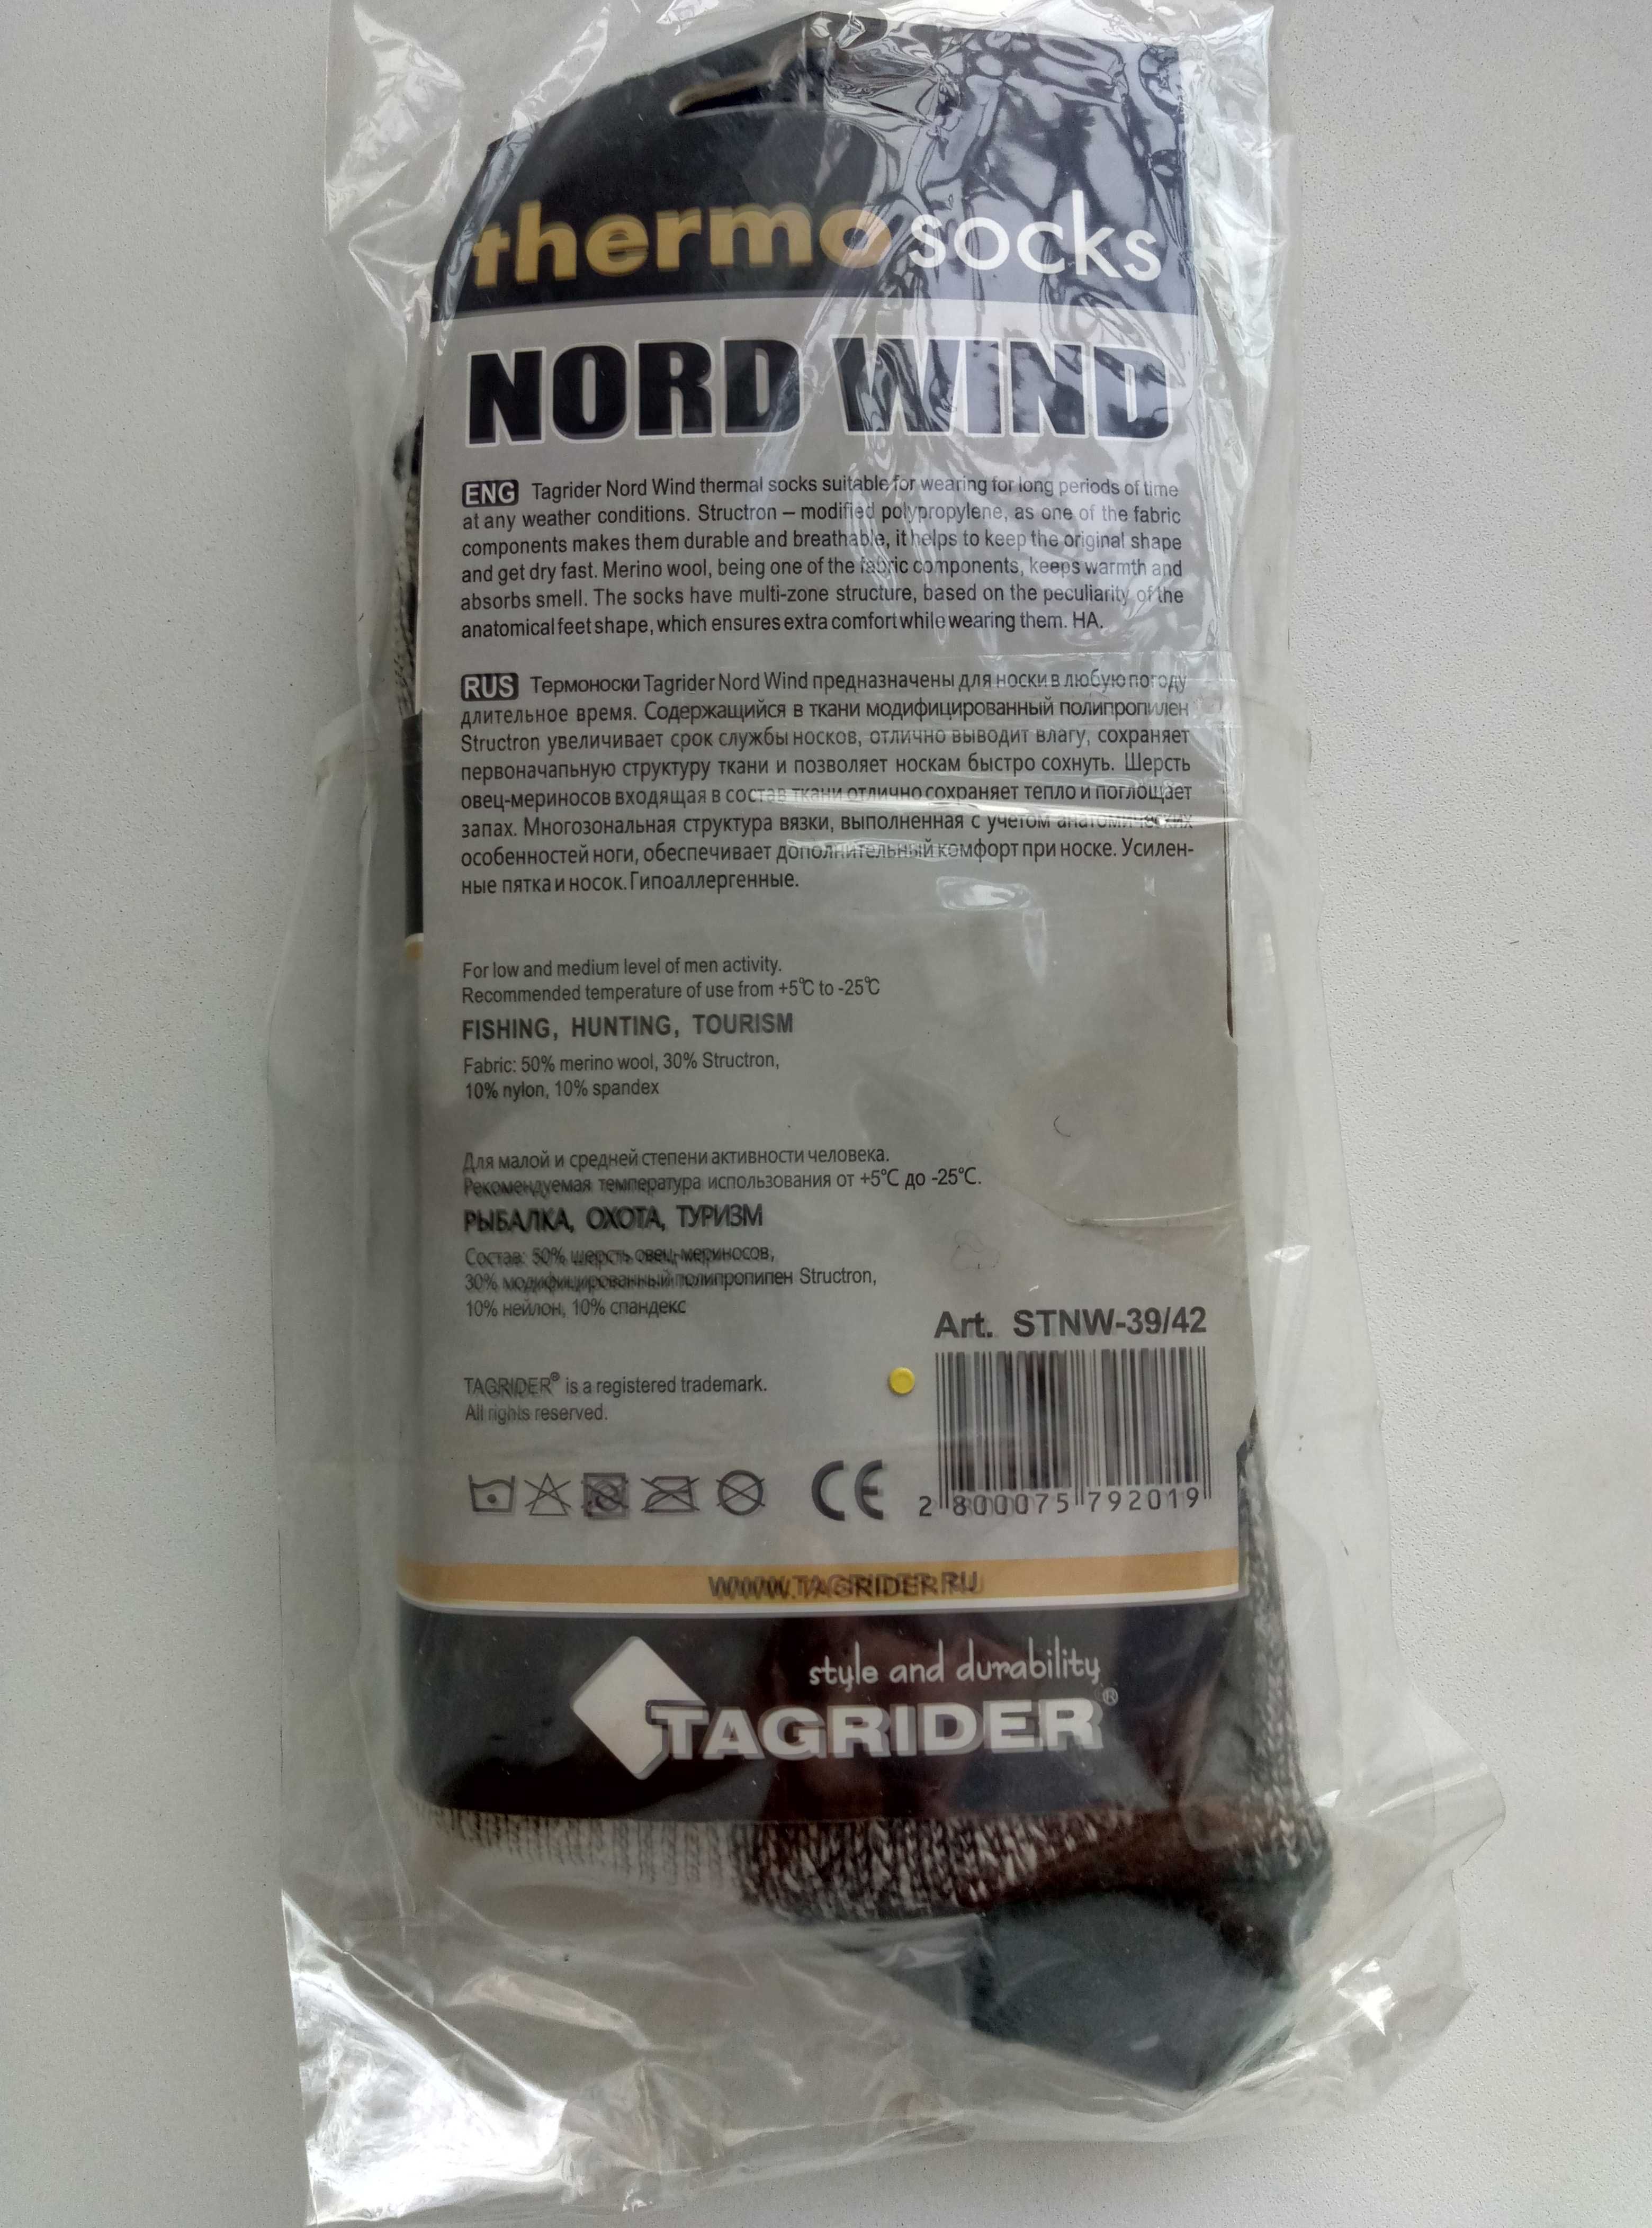 thermo socks
NORD WIND
ENG Tagrider Nord Wind thermal socks suitable for wearing for long periods of time
at any weather conditions. Structron – modified polypropylene, as one of the fabric
components makes them durable and breathable, it helps to keep the original shape
and get dry fast. Merino wool, being one of the fabric components, keeps warmth and
absorbs smell. The socks have multi-zone structure, based on the peculiarity of the
anatomical feet shape, which ensures extra comfort while wearing them. HA.
RUS Термоноски Tagrider Nord Wind предназначены для носки в любую погоду
длительное время. Содержащийся в ткани модифицированный полипропилен
Structron увеличивает срок службы носков, отлично выводит влагу, сохраняет
первоначапьную структуру ткани и позволяет носкам быстро сохнуть. Шерсть
овец-мериносов входящая в состав ткани отлично сохраняет тепло и поглощает
запах. Многозональная структура вязки, выполненная с учетом анатомических
особенностей ноги, обеспечивает дополнительный комфорт при носке. Усилен-
ные пятка и носок. Гипоаллергенные.
For low and medium level of men activity.
Recommended temperature of use from +5℃ to -25℃
FISHING, HUNTING, TOURISM
Fabric: 50% merino wool, 30% Structron,
10% nylon, 10% spandex
Для малой и средней степени активности человека.
Рекомендуемая температура использования от +5°С до -25°С.
РЫБАЛКА, ОХОТА, ТУРИЗМ
Состав: 50% шерсть овец-мериносов,
30% модифицированный полипропипен Structron,
10% нейлон, 10% спандекс
Art. STNW-39/42
TAGRIDER® is a registered trademark.
All rights reserved.
CE
2 800075 792019
WWW.TAGRIDER.RU
style and durability
TAGRIDER®